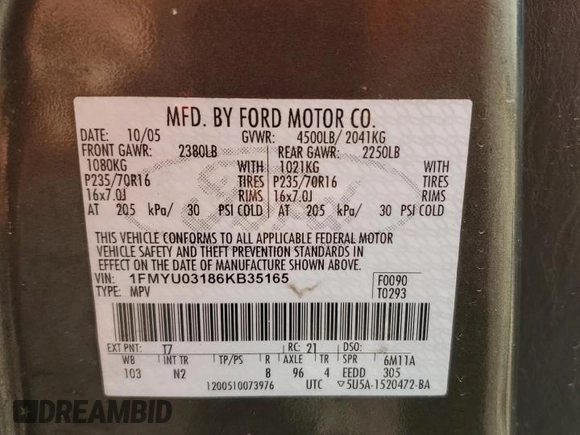 MFD. BY FORD MOTOR CO.
DATE: 10/05 GVWR: 4500LB/ 2041KG
FRONT GAWR: 2380LB REAR GAWR: 2250LB
1080KG WITH 1021KG WITH
P235/70R16 TIRES P235/70R16 TIRES
16x7.0J RIMS 16x7.0J RIMS
AT 205 kPa/ 30 PSI COLD AT 205 kPa/ 30 PSI COLD
THIS VEHICLE CONFORMS TO ALL APPLICABLE FEDERAL MOTOR
VEHICLE SAFETY AND THEFT PREVENTION STANDARDS IN
EFFECT ON THE DATE OF MANUFACTURE SHOWN ABOVE.
VIN: 1FMYU03186KB35165 F0090
TYPE: MPV T0293
EXT PNT: T7 RC: 21 DSO:
WB INT TR TP/PS R AXLE TR SPR 6M11A
103 N2 8 96 4 EEDD 305
1200510073976 UTC 5U5A-1520472-BA
DREAMBID